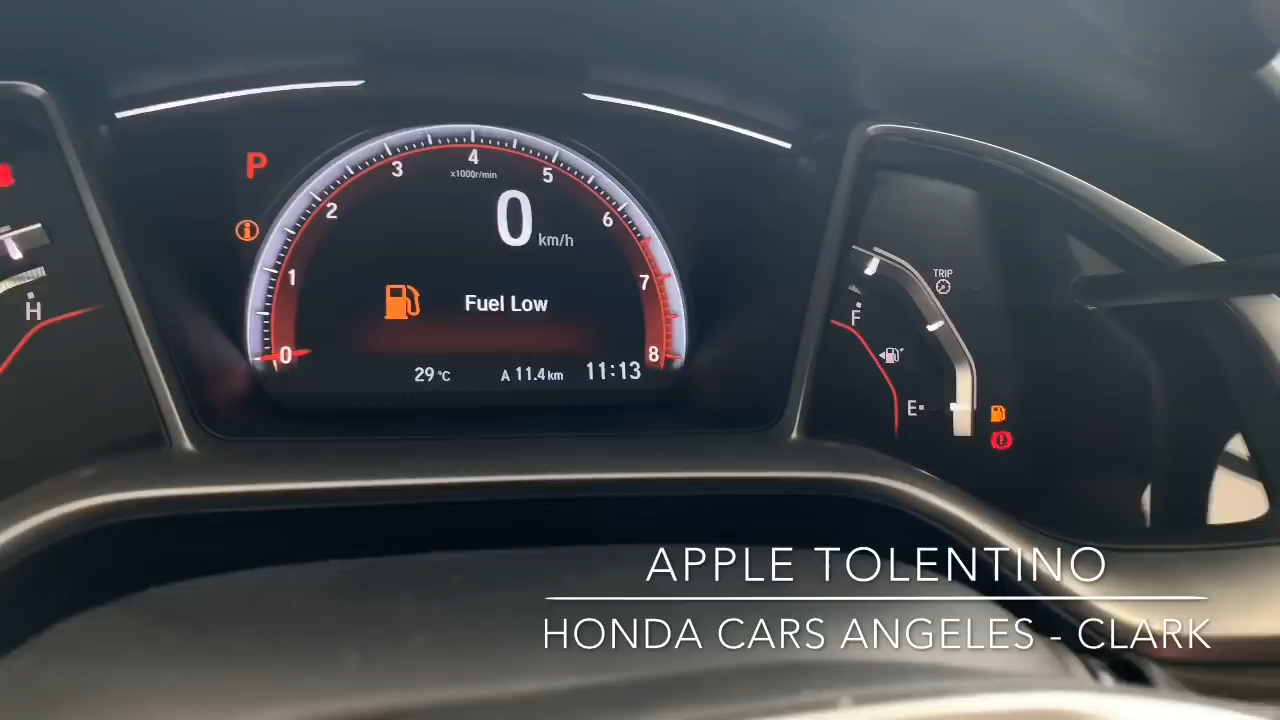 P
4
3
5
x1000r/min
2
6
0
km/h
1
7
TRIP
H
Fuel Low
F
0
8
29°C
A 11.4 km
11:13
E
APPLE TOLENTINO
HONDA CARS ANGELES - CLARK